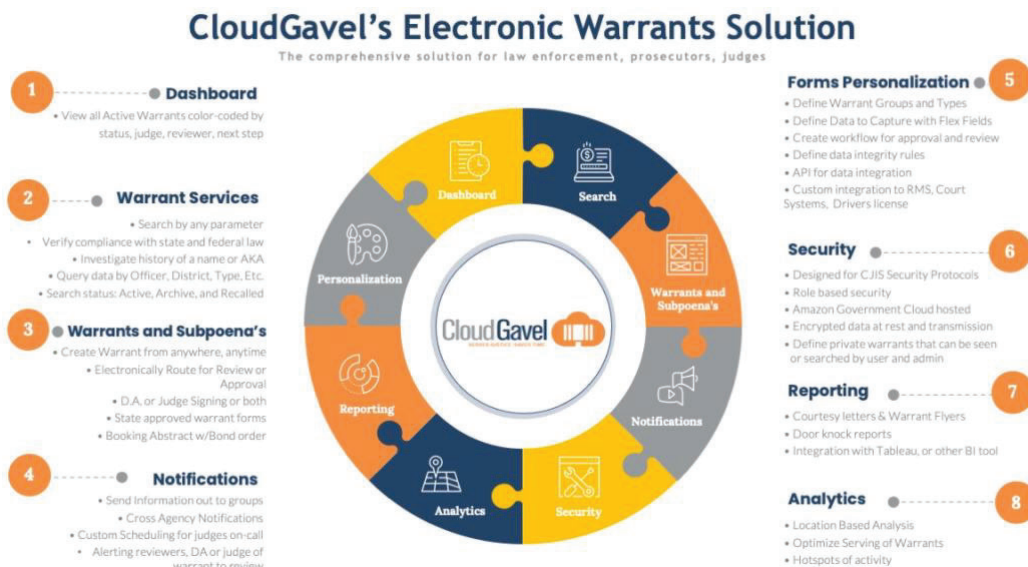 CloudGavel's Electronic Warrants Solution
The comprehensive solution for law enforcement, prosecutors, judges
1
Dashboard
• View all Active Warrants color-coded by
status, judge, reviewer, next step
2
Warrant Services
• Search by any parameter
• Verify compliance with state and federal law
• Investigate history of a name or AKA
• Query data by Officer, District, Type, Etc.
• Search status: Active, Archive, and Recalled
3
Warrants and Subpoena's
• Create Warrant from anywhere, anytime
• Electronically Route for Review or
Approval
• D.A. or Judge Signing or both
• State approved warrant forms
• Booking Abstract w/Bond order
4
Notifications
• Send Information out to groups
• Cross Agency Notifications
• Custom Scheduling for judges on-call
• Alerting reviewers, DA or judge of
warrant to review
Dashboard
Search
Personalization
Warrants and
Subpoena's
CloudGavel
Reporting
Notifications
Analytics
Security
Forms Personalization
5
• Define Warrant Groups and Types
• Define Data to Capture with Flex Fields
• Create workflow for approval and review
• Define data integrity rules
• API for data integration
• Custom integration to RMS, Court
Systems, Drivers license
Security
6
• Designed for CJIS Security Protocols
• Role based security
• Amazon Government Cloud hosted
• Encrypted data at rest and transmission
• Define private warrants that can be seen
or searched by user and admin
Reporting
7
• Courtesy letters & Warrant Flyers
• Door knock reports
• Integration with Tableau, or other BI tool
Analytics
8
• Location Based Analysis
• Optimize Serving of Warrants
• Hotspots of activity